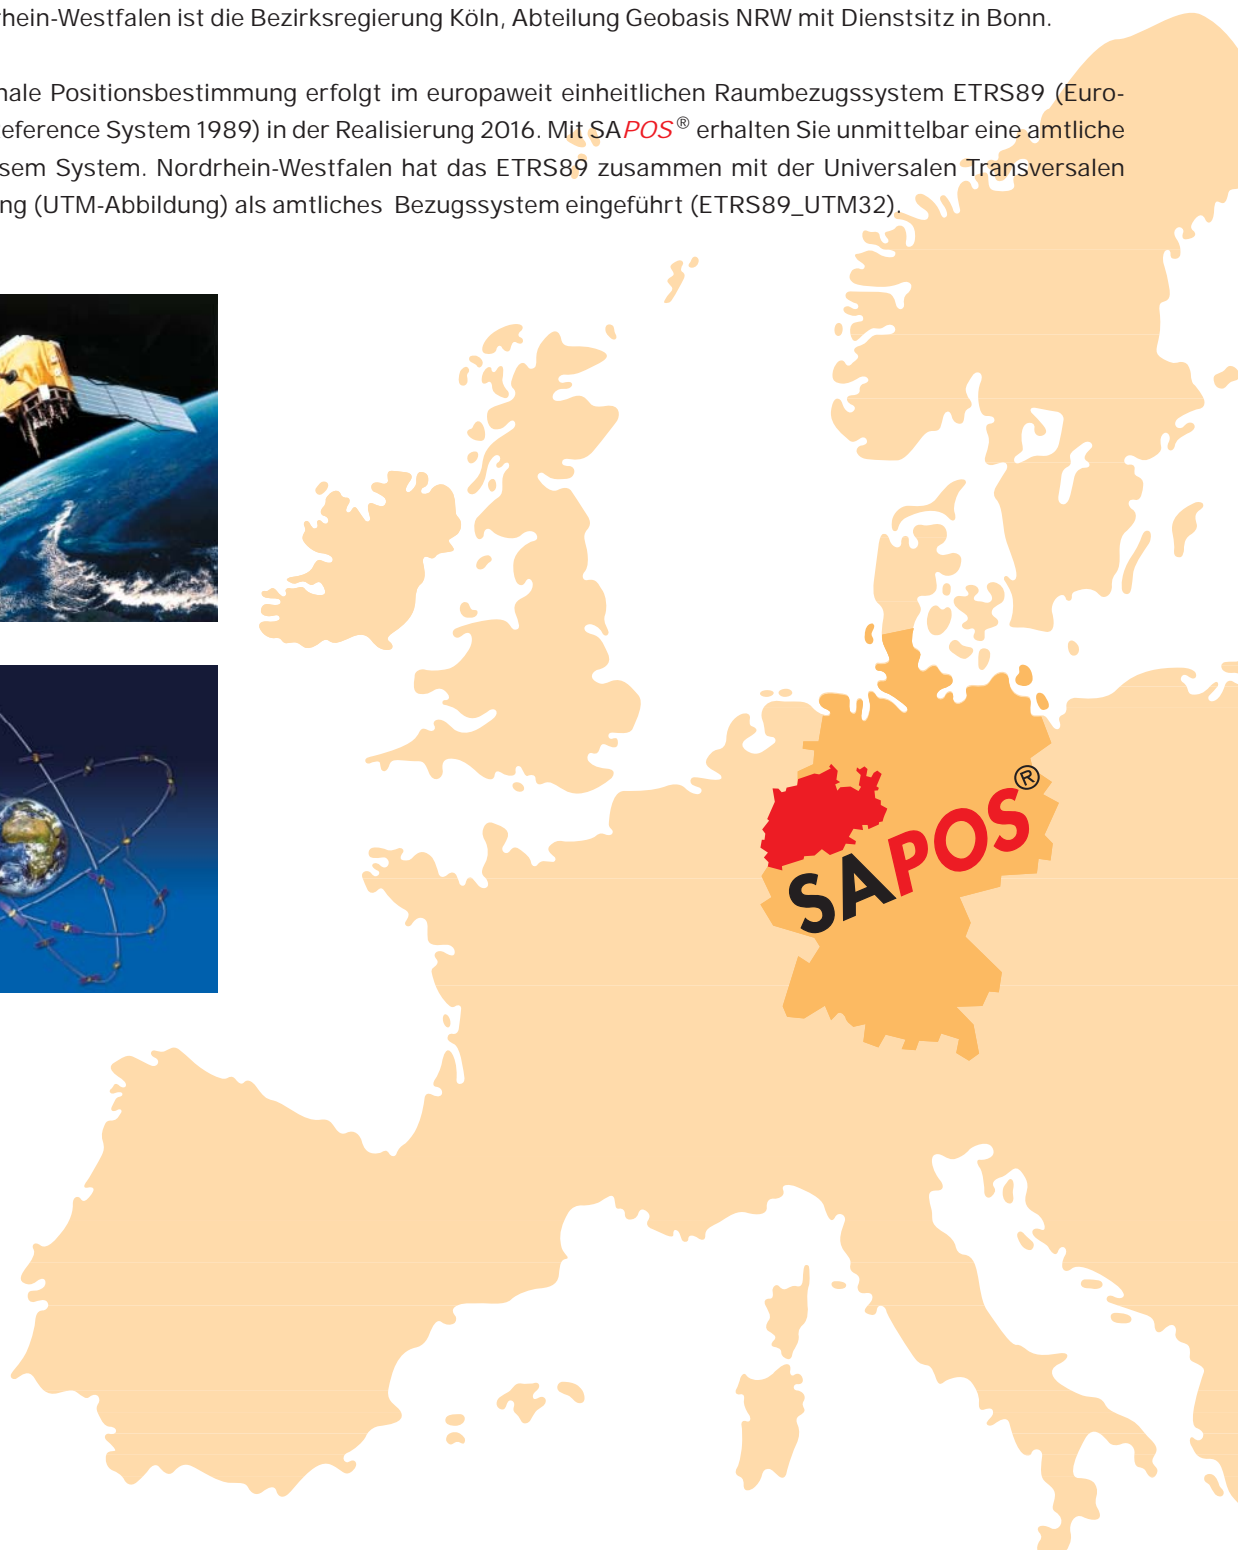 rhein-Westfalen ist die Bezirksregierung Köln, Abteilung Geobasis NRW mit Dienstsitz in Bonn.
nale Positionsbestimmung erfolgt im europaweit einheitlichen Raumbezugssystem ETRS89 (Euro-
eference System 1989) in der Realisierung 2016. Mit SAPOS® erhalten Sie unmittelbar eine amtliche
sem System. Nordrhein-Westfalen hat das ETRS89 zusammen mit der Universalen Transversalen
ng (UTM-Abbildung) als amtliches Bezugssystem eingeführt (ETRS89_UTM32).
SAPOS®